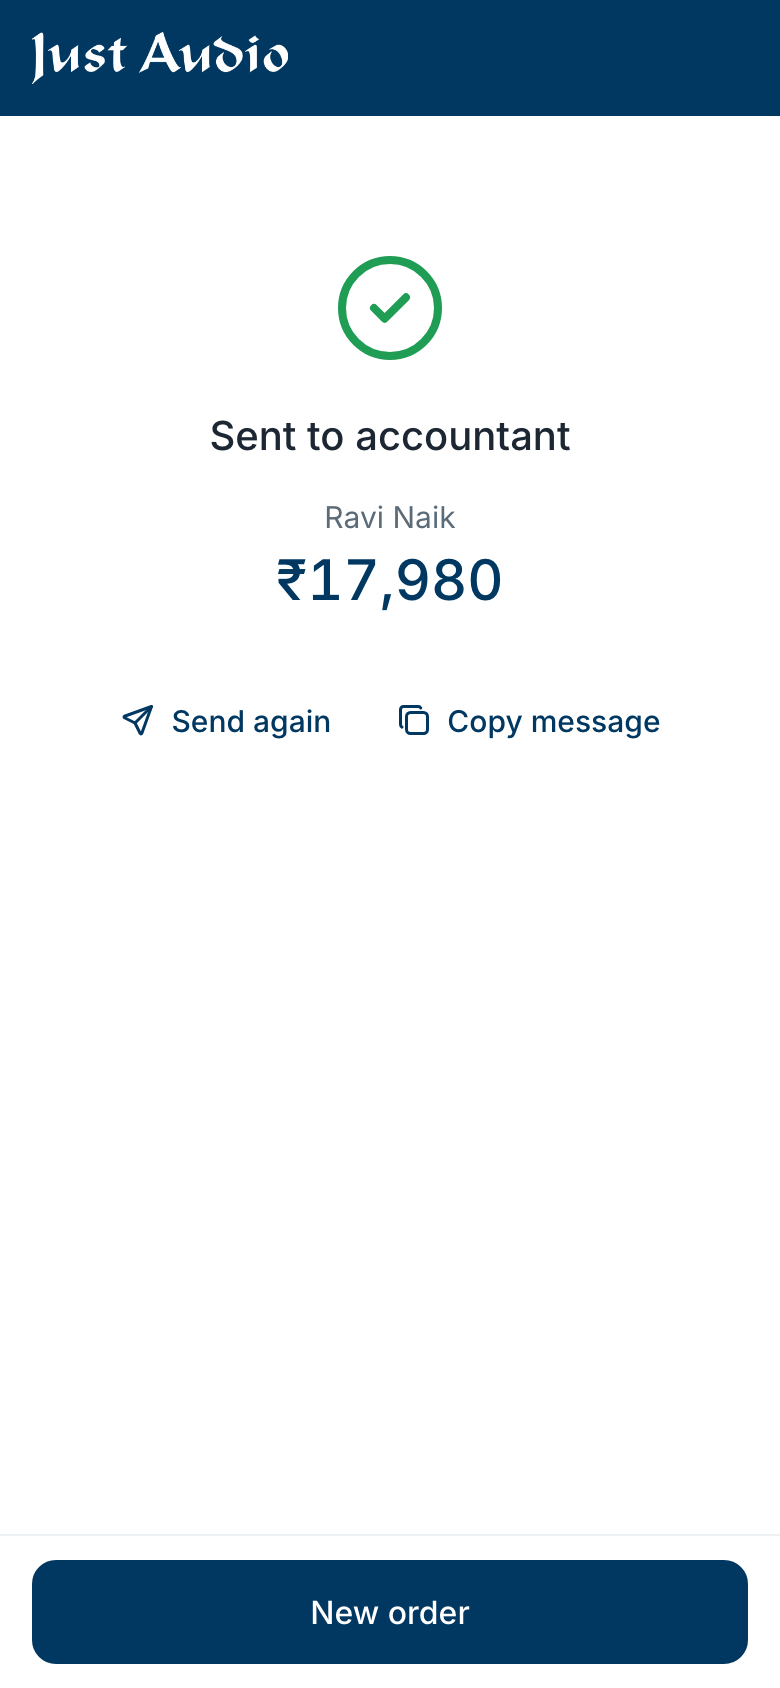 Just Audio
Sent to accountant
Ravi Naik
₹17,980
Send again
Copy message
New order